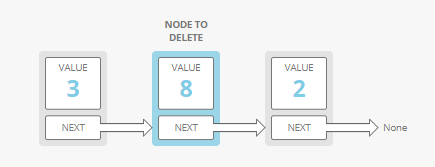 NODE TO
DELETE
VALUE
3
NEXT
VALUE
8
NEXT
VALUE
2
NEXT
None